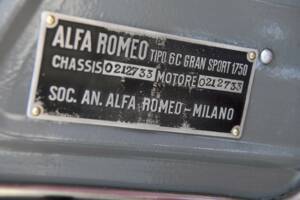 ALFA ROMEO TIPO 6C GRAN SPORT 1750
CHASSIS 0212733 MOTORE 0212733
SOC. AN. ALFA ROMEO - MILANO